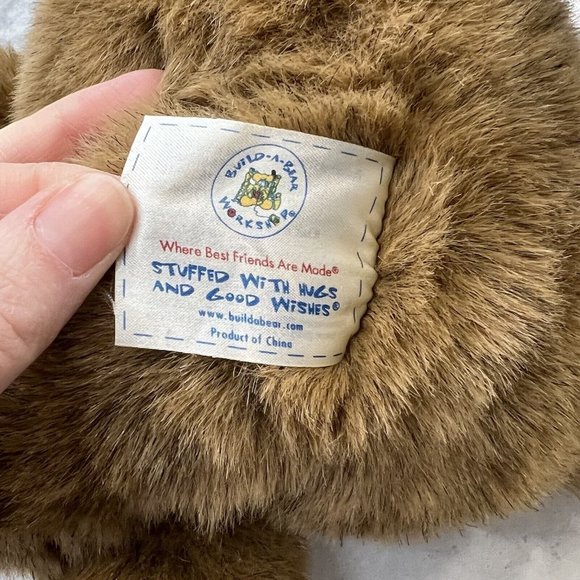 BUILD-A-BEAR
WORKSHOP®
Where Best Friends Are Made®
STUFFED WITH HUGS
AND GOOD WISHES®
www.buildabear.com
Product of China